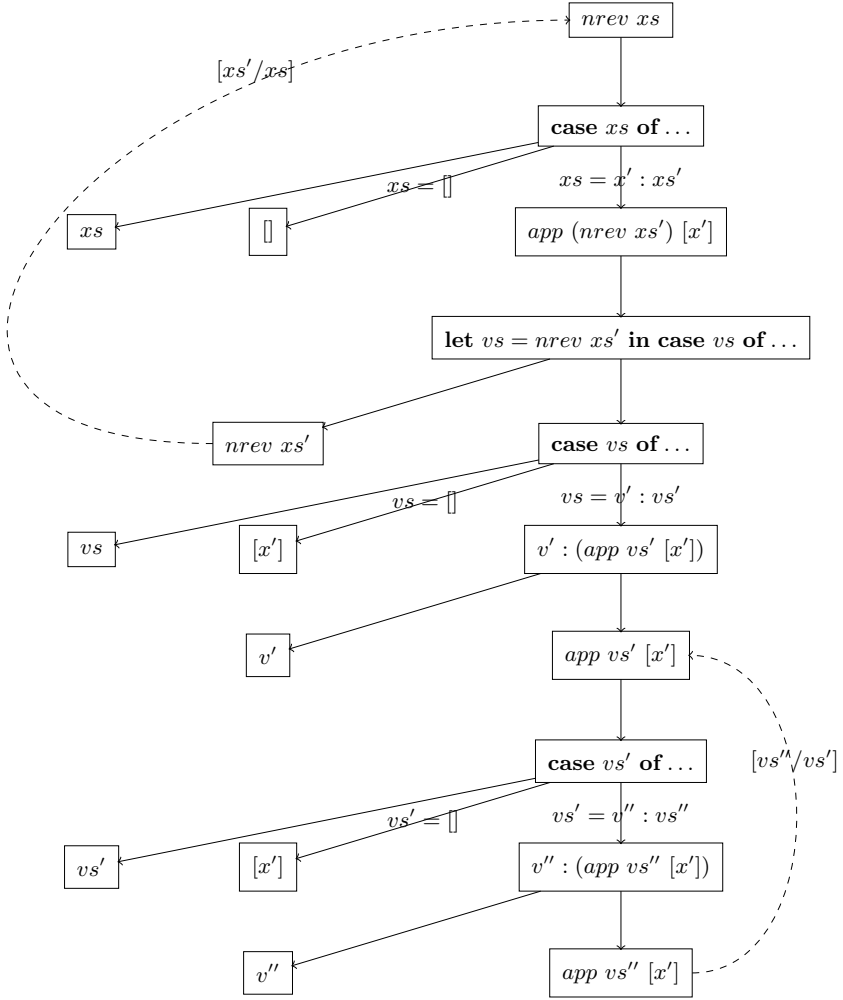 nrev xs
[xs′/xs]
case xs of …
xs = []
xs = x′ : xs′
xs
[]
app (nrev xs′) [x′]
let vs = nrev xs′ in case vs of …
nrev xs′
case vs of …
vs = []
vs = v′ : vs′
vs
[x′]
v′ : (app vs′ [x′])
v′
app vs′ [x′]
case vs′ of …
[vs″/vs′]
vs′ = []
vs′ = v″ : vs″
vs′
[x′]
v″ : (app vs″ [x′])
v″
app vs″ [x′]